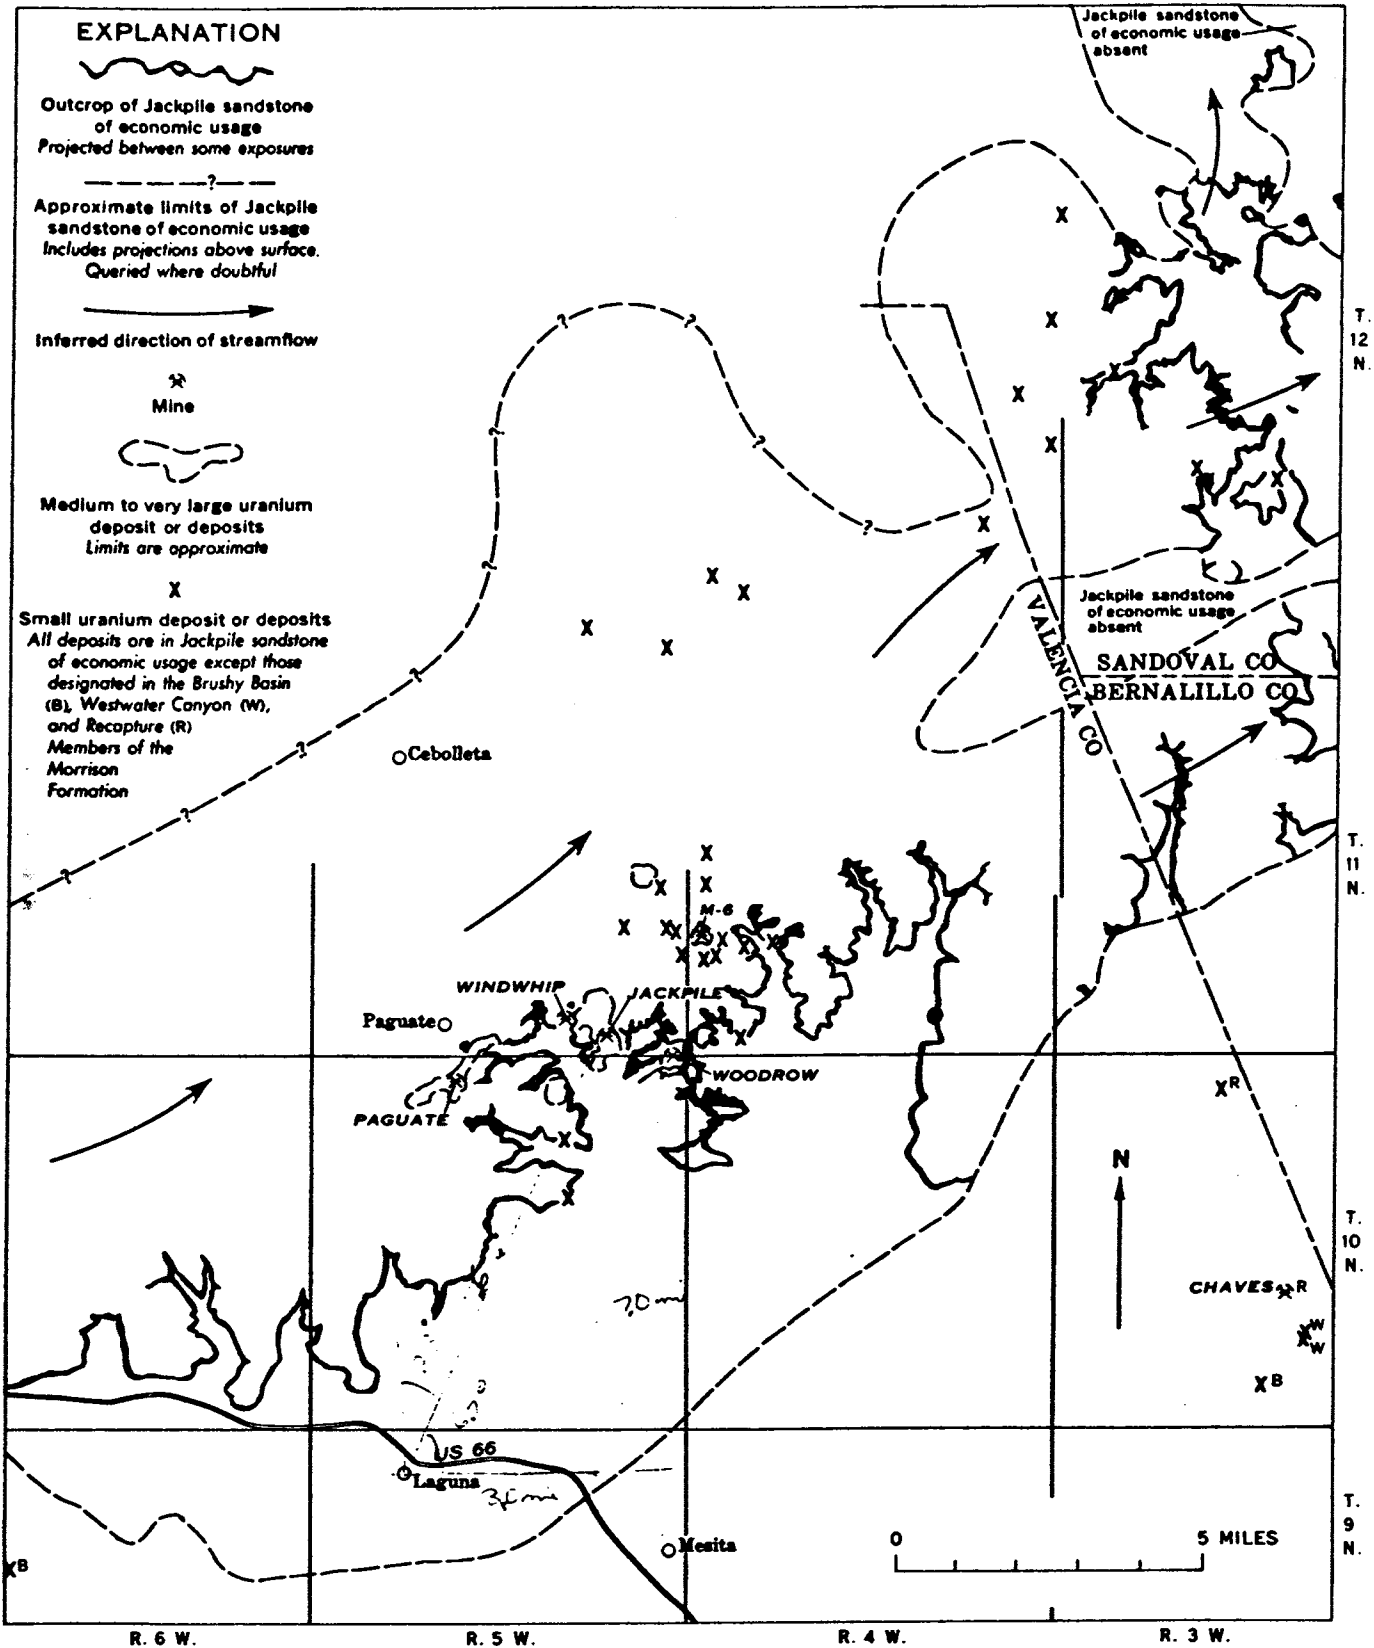 EXPLANATION
Outcrop of Jackpile sandstone
of economic usage
Projected between some exposures
?
Approximate limits of Jackpile
sandstone of economic usage
Includes projections above surface.
Queried where doubtful
Inferred direction of streamflow
Mine
Medium to very large uranium
deposit or deposits
Limits are approximate
X
Small uranium deposit or deposits
All deposits are in Jackpile sandstone
of economic usage except those
designated in the Brushy Basin
(B), Westwater Canyon (W),
and Recapture (R)
Members of the
Morrison
Formation
Jackpile sandstone
of economic usage
absent
T.
12
N.
Jackpile sandstone
of economic usage
absent
VALENCIA CO
SANDOVAL CO
BERNALILLO CO
Cebolleta
T.
11
N.
M-6
WINDWHIP
JACKPILE
Paguate
WOODROW
PAGUATE
X R
N
T.
10
N.
CHAVES R
W
W
X B
7.0 mi
US 66
Laguna
Mesita
X B
0 5 MILES
T.
9
N.
R. 6 W. R. 5 W. R. 4 W. R. 3 W.